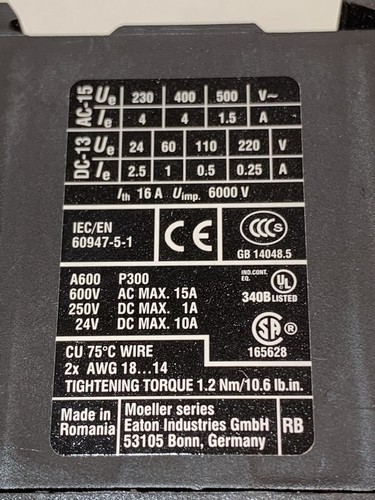 AC-15 Ue 230 400 500 V~
Ie 4 4 1.5 A
DC-13 Ue 24 60 110 220 V
Ie 2.5 1 0.5 0.25 A
Ith 16 A Uimp. 6000 V
IEC/EN
60947-5-1
CE
CCC S
GB 14048.5
A600 P300
600V AC MAX. 15A
250V DC MAX. 1A
24V DC MAX. 10A
IND.CONT.
EQ.
UL
340B LISTED
SA ®
165628
CU 75°C WIRE
2x AWG 18...14
TIGHTENING TORQUE 1.2 Nm/10.6 lb.in.
Made in
Romania
Moeller series
Eaton Industries GmbH
53105 Bonn, Germany
RB